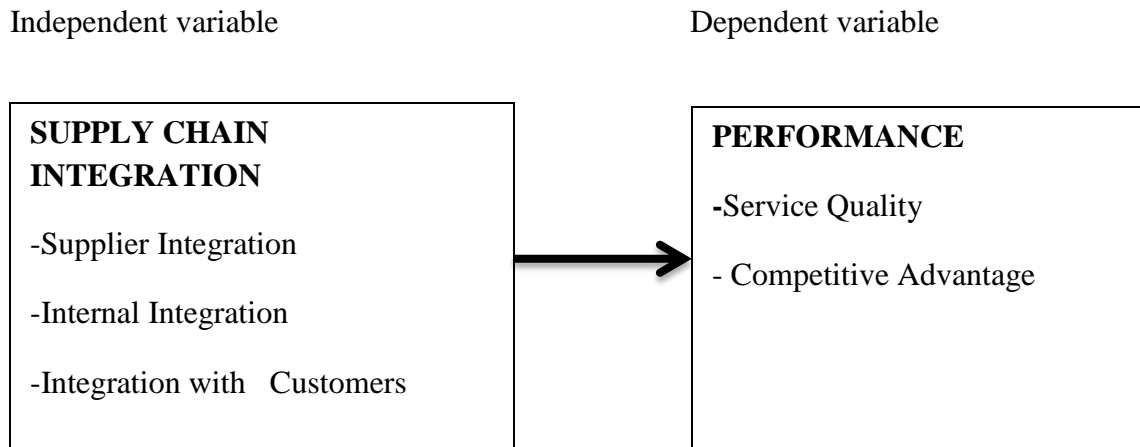 Independent variable
Dependent variable
SUPPLY CHAIN
INTEGRATION
-Supplier Integration
-Internal Integration
-Integration with Customers
PERFORMANCE
-Service Quality
- Competitive Advantage